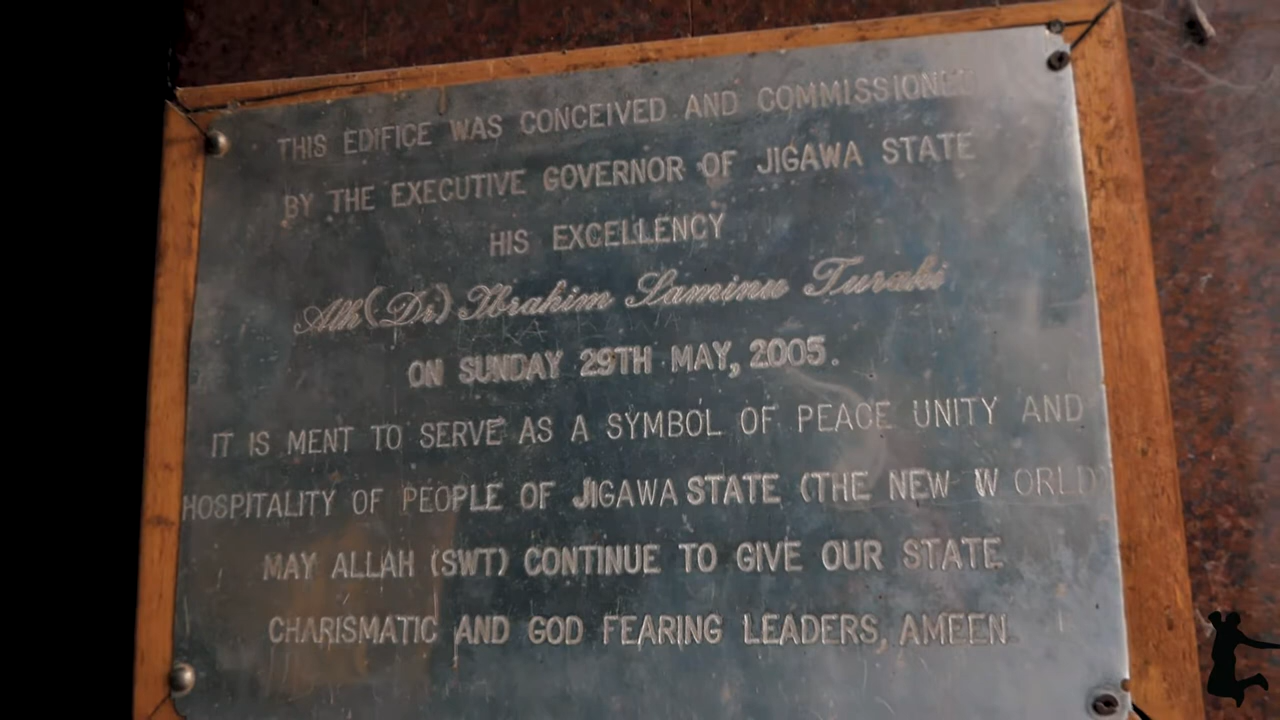 THIS EDIFICE WAS CONCEIVED AND COMMISSIONED
BY THE EXECUTIVE GOVERNOR OF JIGAWA STATE
HIS EXCELLENCY
Alh (Dr) Ibrahim Saminu Turaki
ON SUNDAY 29TH MAY, 2005.
IT IS MENT TO SERVE AS A SYMBOL OF PEACE UNITY AND
HOSPITALITY OF PEOPLE OF JIGAWA STATE (THE NEW WORLD)
MAY ALLAH (SWT) CONTINUE TO GIVE OUR STATE
CHARISMATIC AND GOD FEARING LEADERS, AMEEN.